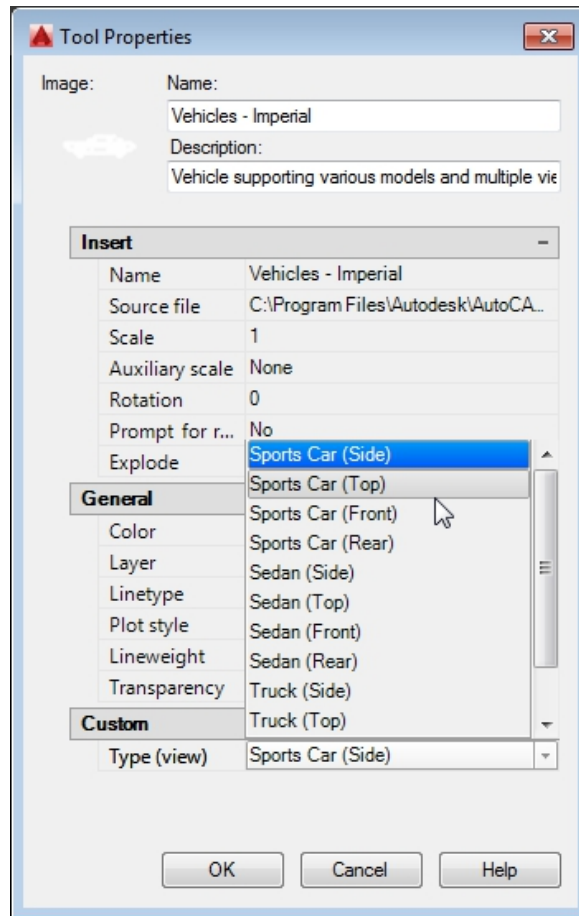 Tool Properties
Image:
Name:
Vehicles - Imperial
Description:
Vehicle supporting various models and multiple vie
Insert
Name Vehicles - Imperial
Source file C:\Program Files\Autodesk\AutoCA...
Scale 1
Auxiliary scale None
Rotation 0
Prompt for r... No
Explode
Sports Car (Side)
Sports Car (Top)
Sports Car (Front)
Sports Car (Rear)
Sedan (Side)
Sedan (Top)
Sedan (Front)
Sedan (Rear)
Truck (Side)
Truck (Top)
General
Color
Layer
Linetype
Plot style
Lineweight
Transparency
Custom
Type (view) Sports Car (Side)
OK Cancel Help